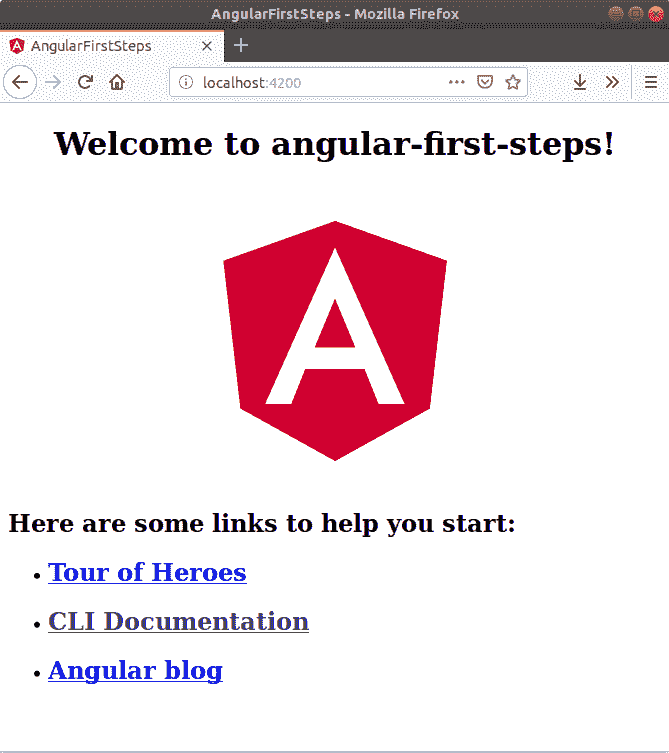 AngularFirstSteps - Mozilla Firefox
AngularFirstSteps
localhost:4200
Welcome to angular-first-steps!
A
Here are some links to help you start:
Tour of Heroes
CLI Documentation
Angular blog